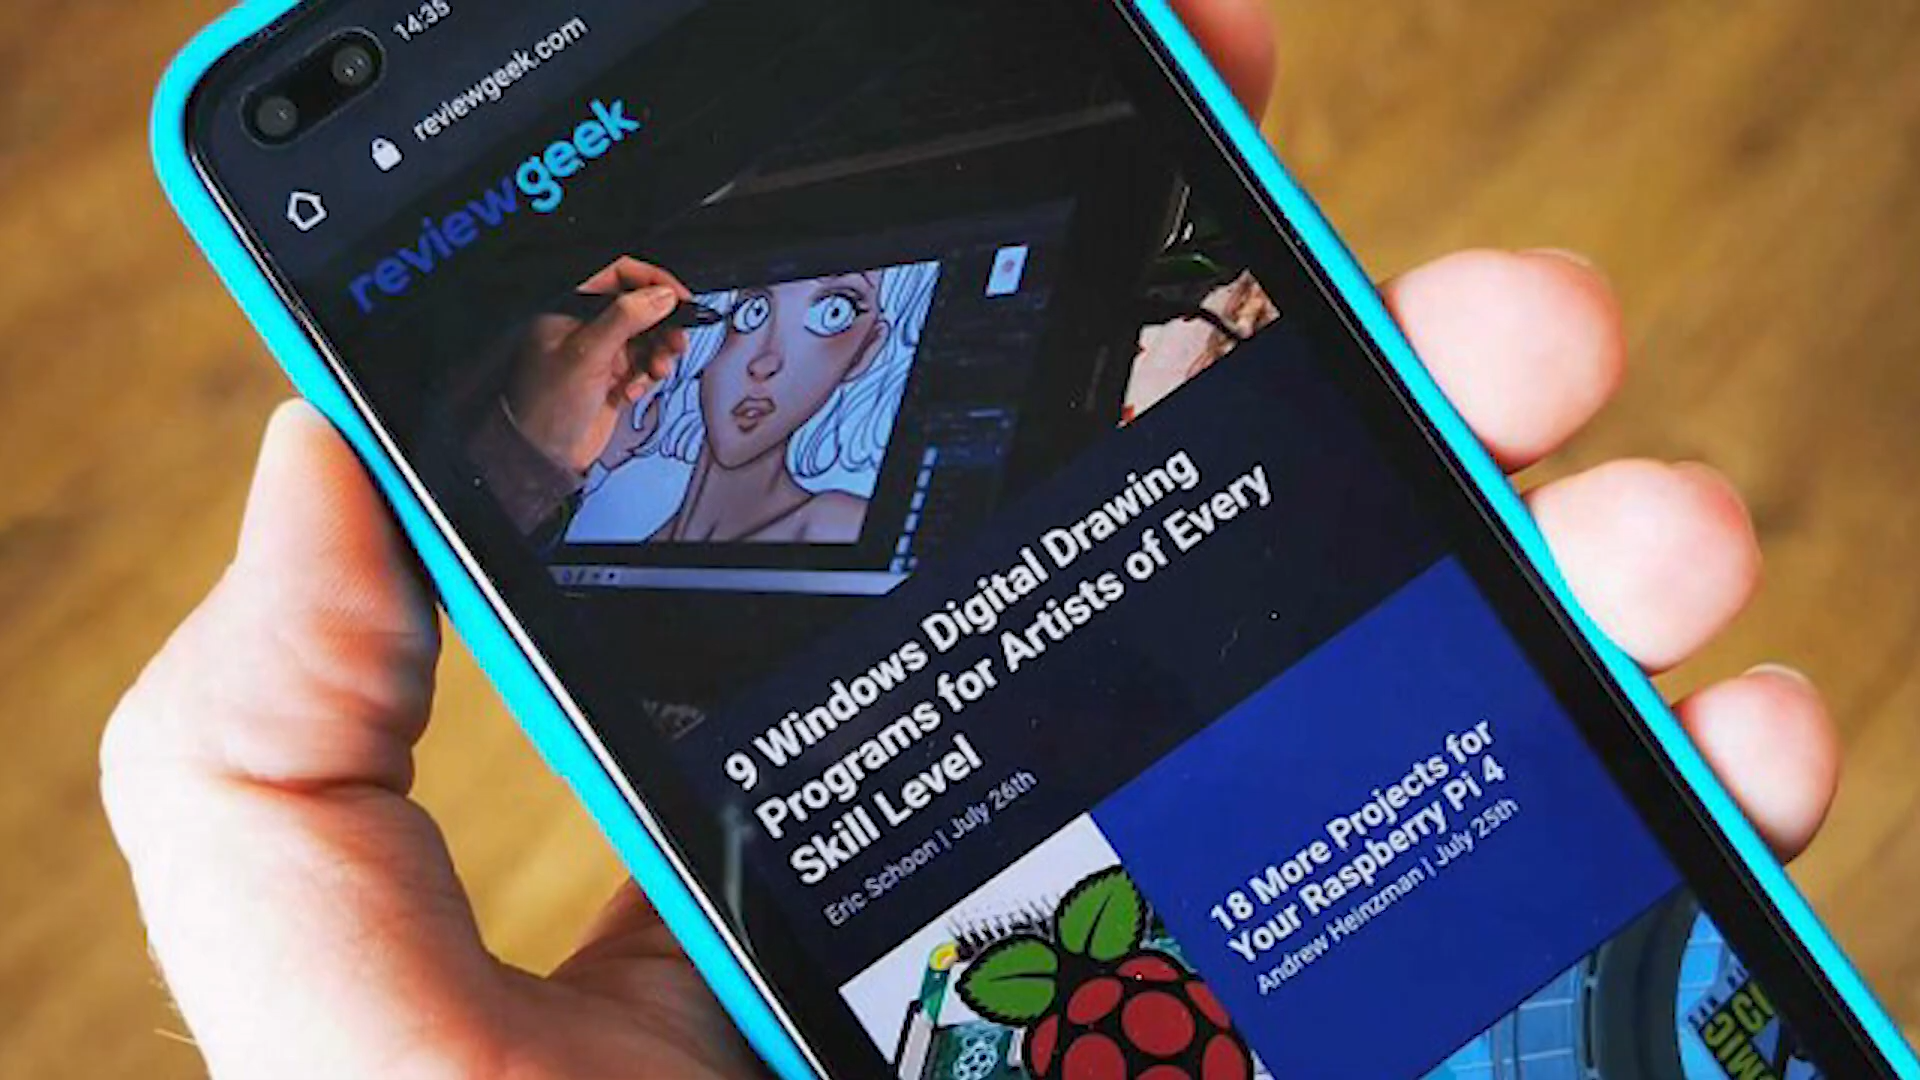 14:35
reviewgeek.com
reviewgeek
9 Windows Digital Drawing
Programs for Artists of Every
Skill Level
Eric Schoon | July 26th
18 More Projects for
Your Raspberry Pi 4
Andrew Heinzman | July 25th